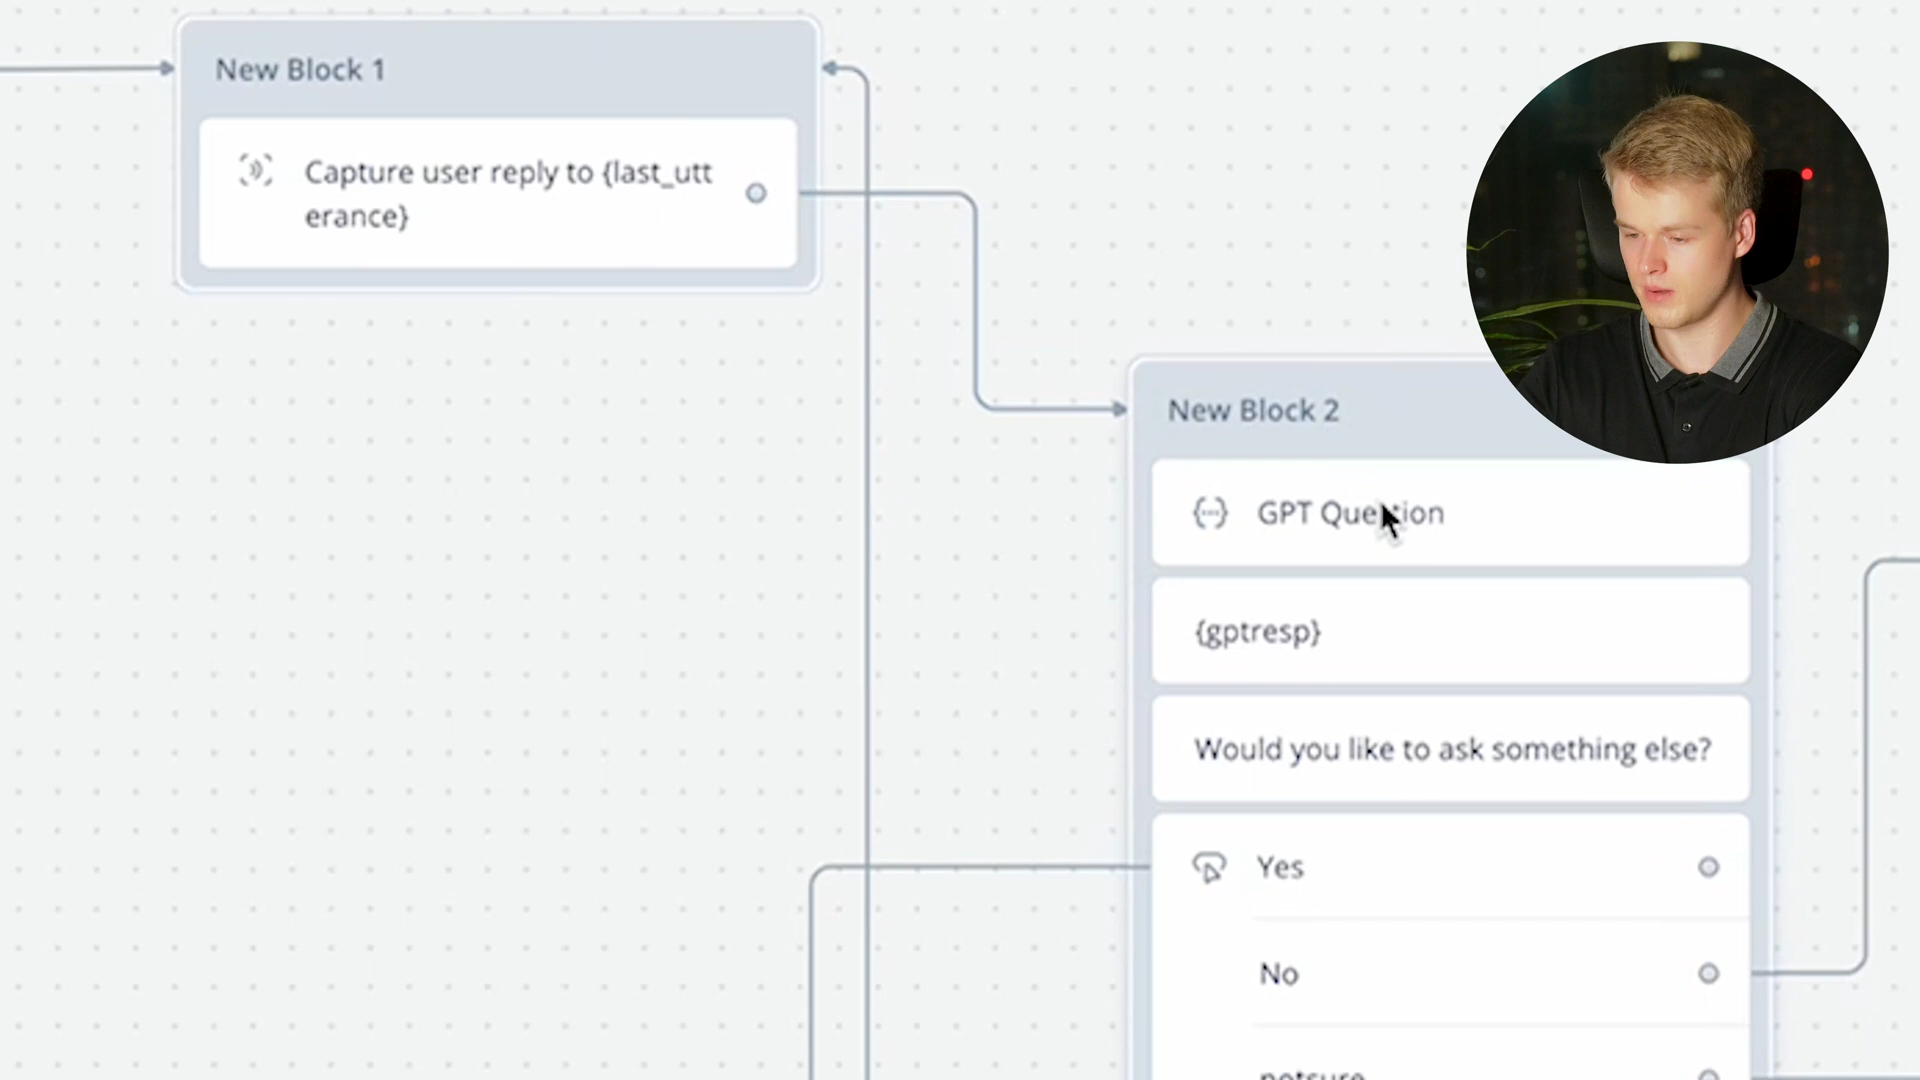 New Block 1
Capture user reply to {last_utt
erance}
New Block 2
GPT Question
{gptresp}
Would you like to ask something else?
Yes
No
notsure